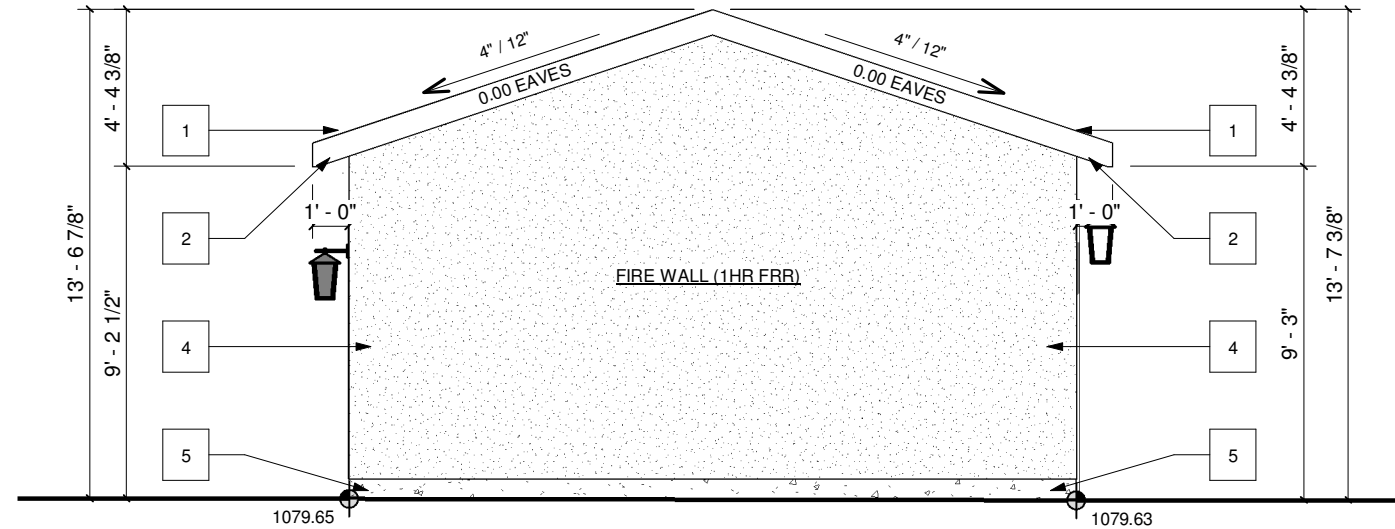 4" / 12"
4" / 12"
0.00 EAVES
0.00 EAVES
4' - 4 3/8"
4' - 4 3/8"
1
1
13' - 6 7/8"
13' - 7 3/8"
1' - 0"
1' - 0"
2
2
FIRE WALL (1HR FRR)
9' - 2 1/2"
9' - 3"
4
4
5
5
1079.65
1079.63